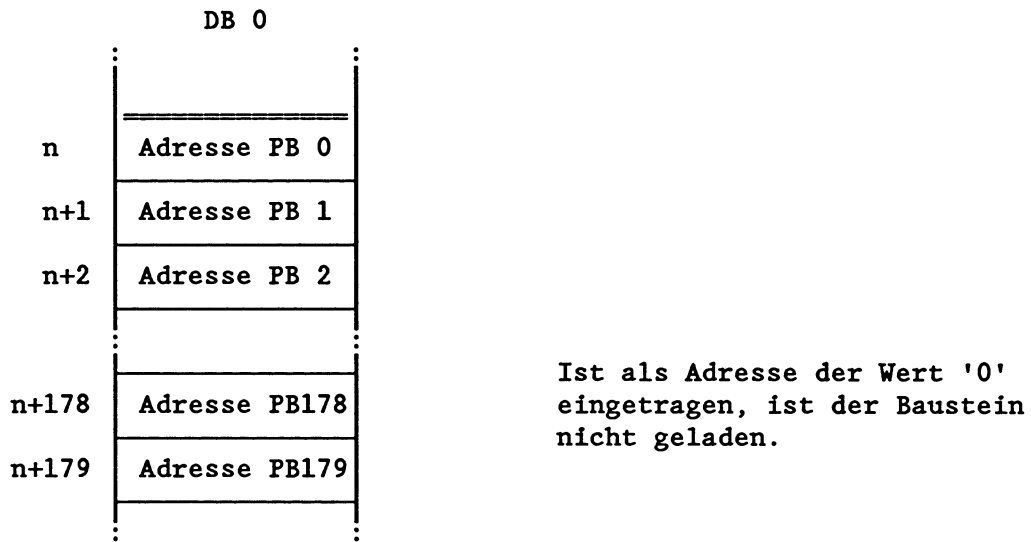 DB 0
n Adresse PB 0
n+1 Adresse PB 1
n+2 Adresse PB 2
n+178 Adresse PB178
n+179 Adresse PB179
Ist als Adresse der Wert '0'
eingetragen, ist der Baustein
nicht geladen.